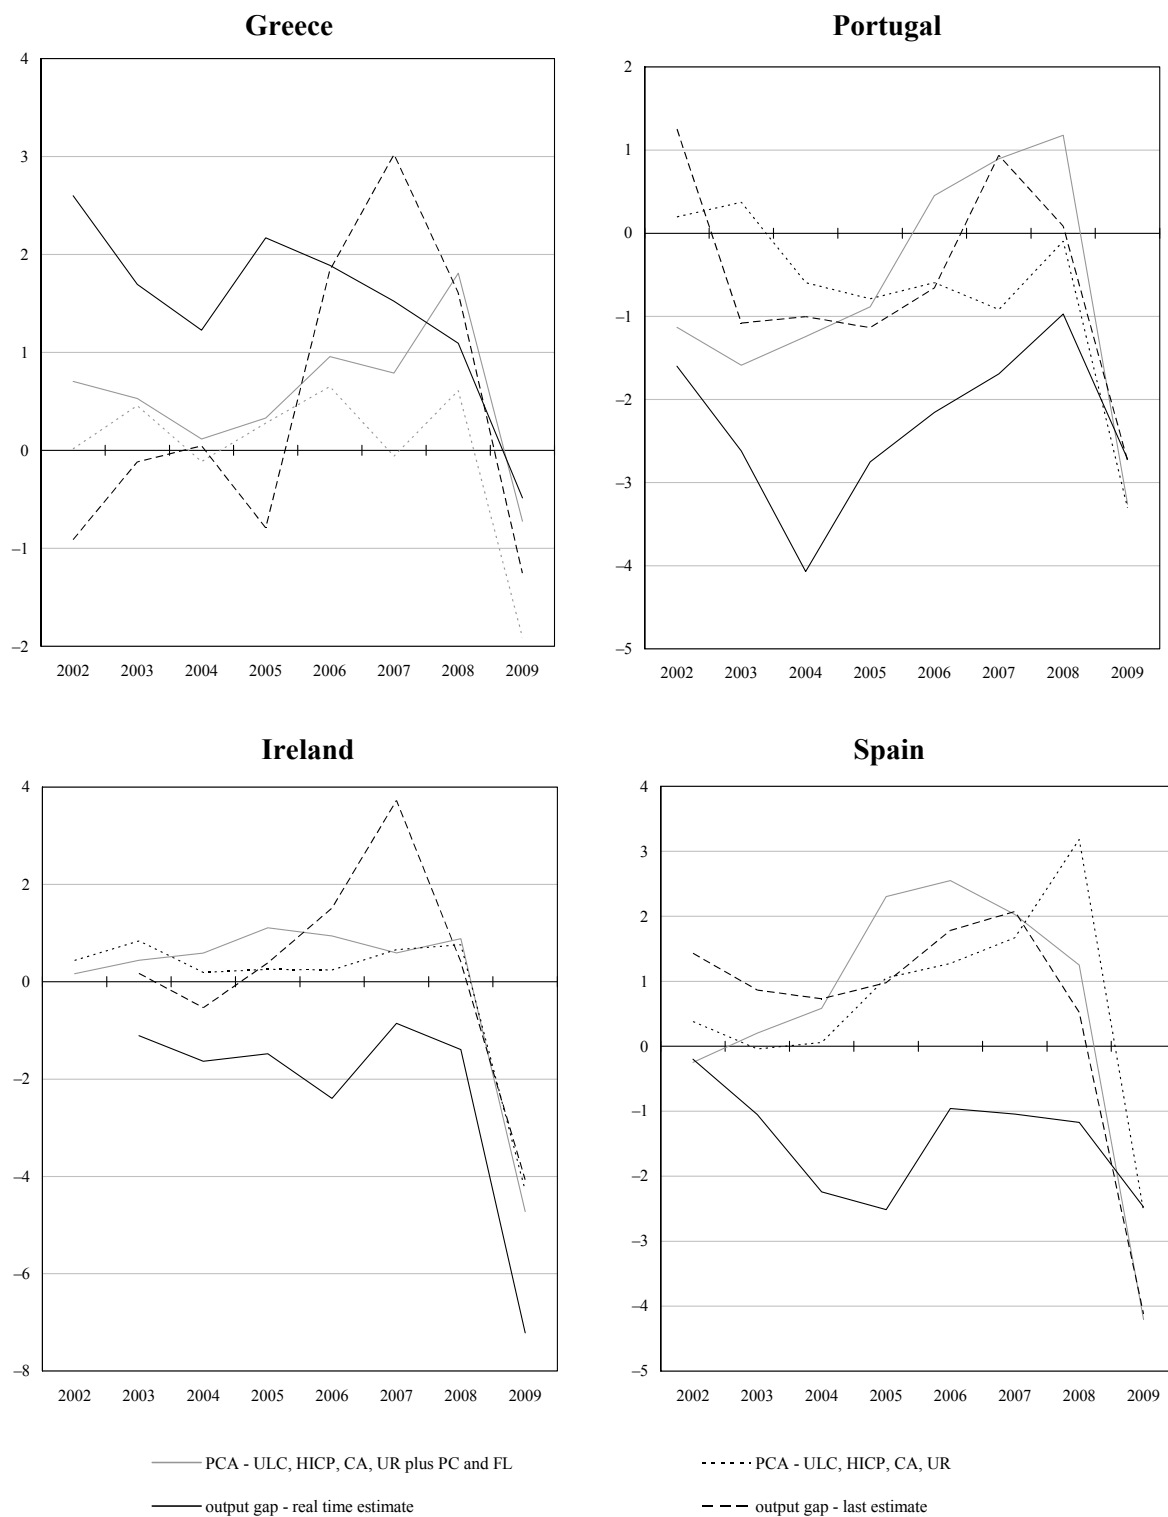 Greece
4
3
2
1
0
–1
–2
2002 2003 2004 2005 2006 2007 2008 2009
Portugal
2
1
0
–1
–2
–3
–4
–5
2002 2003 2004 2005 2006 2007 2008 2009
Ireland
4
2
0
–2
–4
–6
–8
2002 2003 2004 2005 2006 2007 2008 2009
Spain
4
3
2
1
0
–1
–2
–3
–4
–5
2002 2003 2004 2005 2006 2007 2008 2009
PCA - ULC, HICP, CA, UR plus PC and FL
PCA - ULC, HICP, CA, UR
output gap - real time estimate
output gap - last estimate